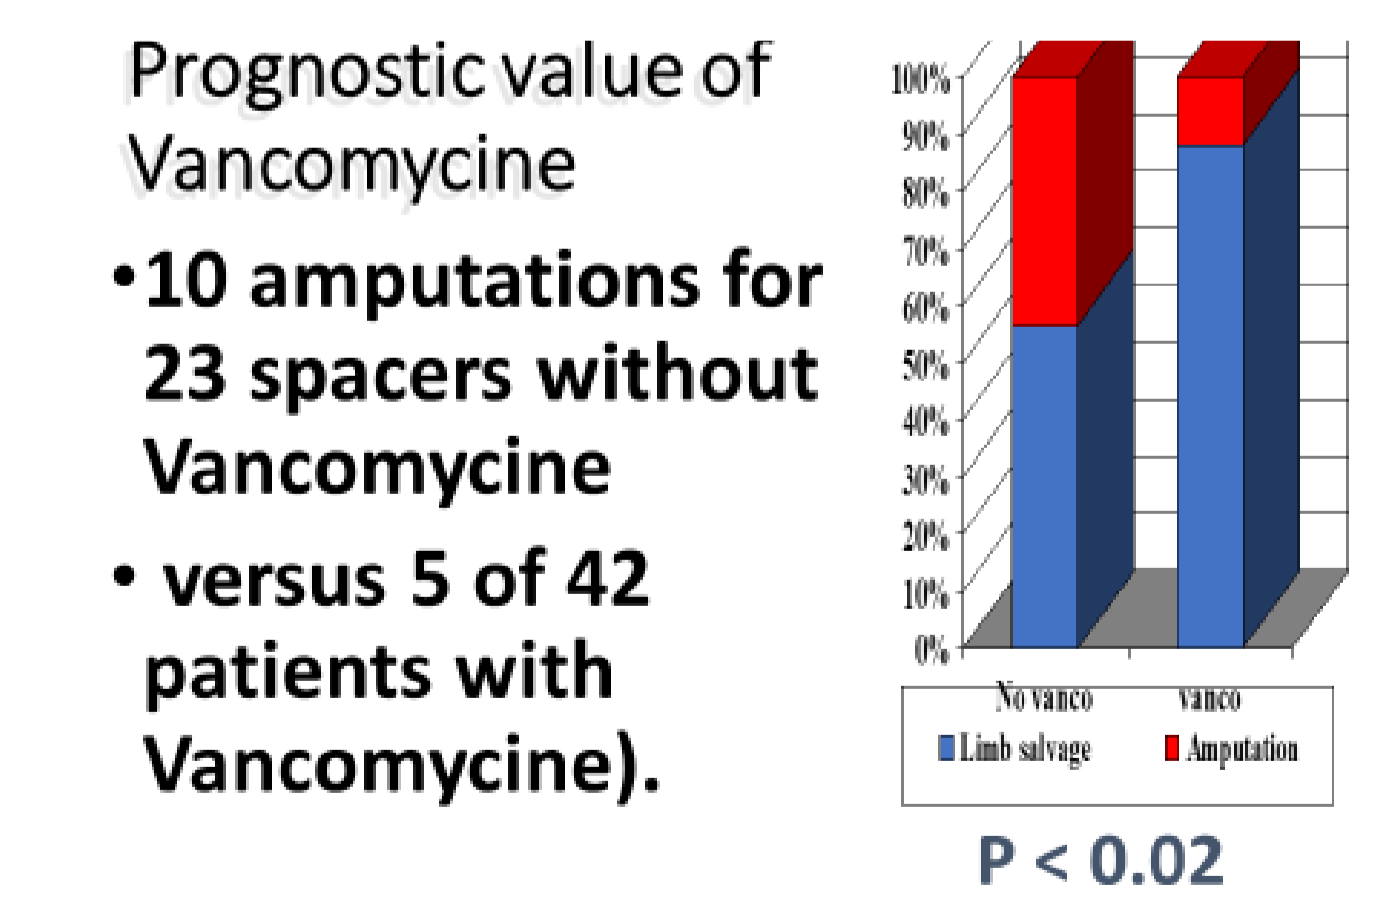 Prognostic value of
Vancomycine
•10 amputations for
23 spacers without
Vancomycine
• versus 5 of 42
patients with
Vancomycine).
100%
90%
80%
70%
60%
50%
40%
30%
20%
10%
0%
No vanco vanco
Limb salvage Amputation
P < 0.02